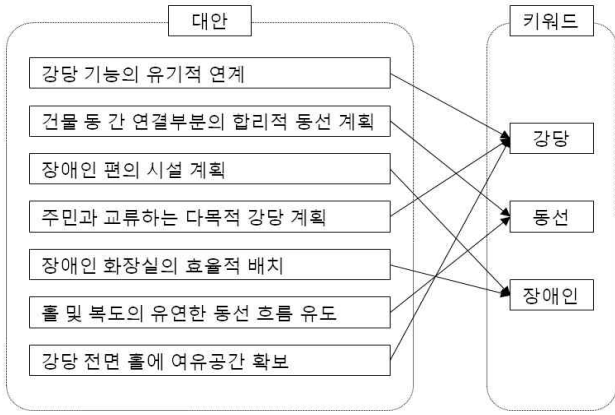 대안
강당 기능의 유기적 연계
건물 동 간 연결부분의 합리적 동선 계획
장애인 편의 시설 계획
주민과 교류하는 다목적 강당 계획
장애인 화장실의 효율적 배치
홀 및 복도의 유연한 동선 흐름 유도
강당 전면 홀에 여유공간 확보
키워드
강당
동선
장애인